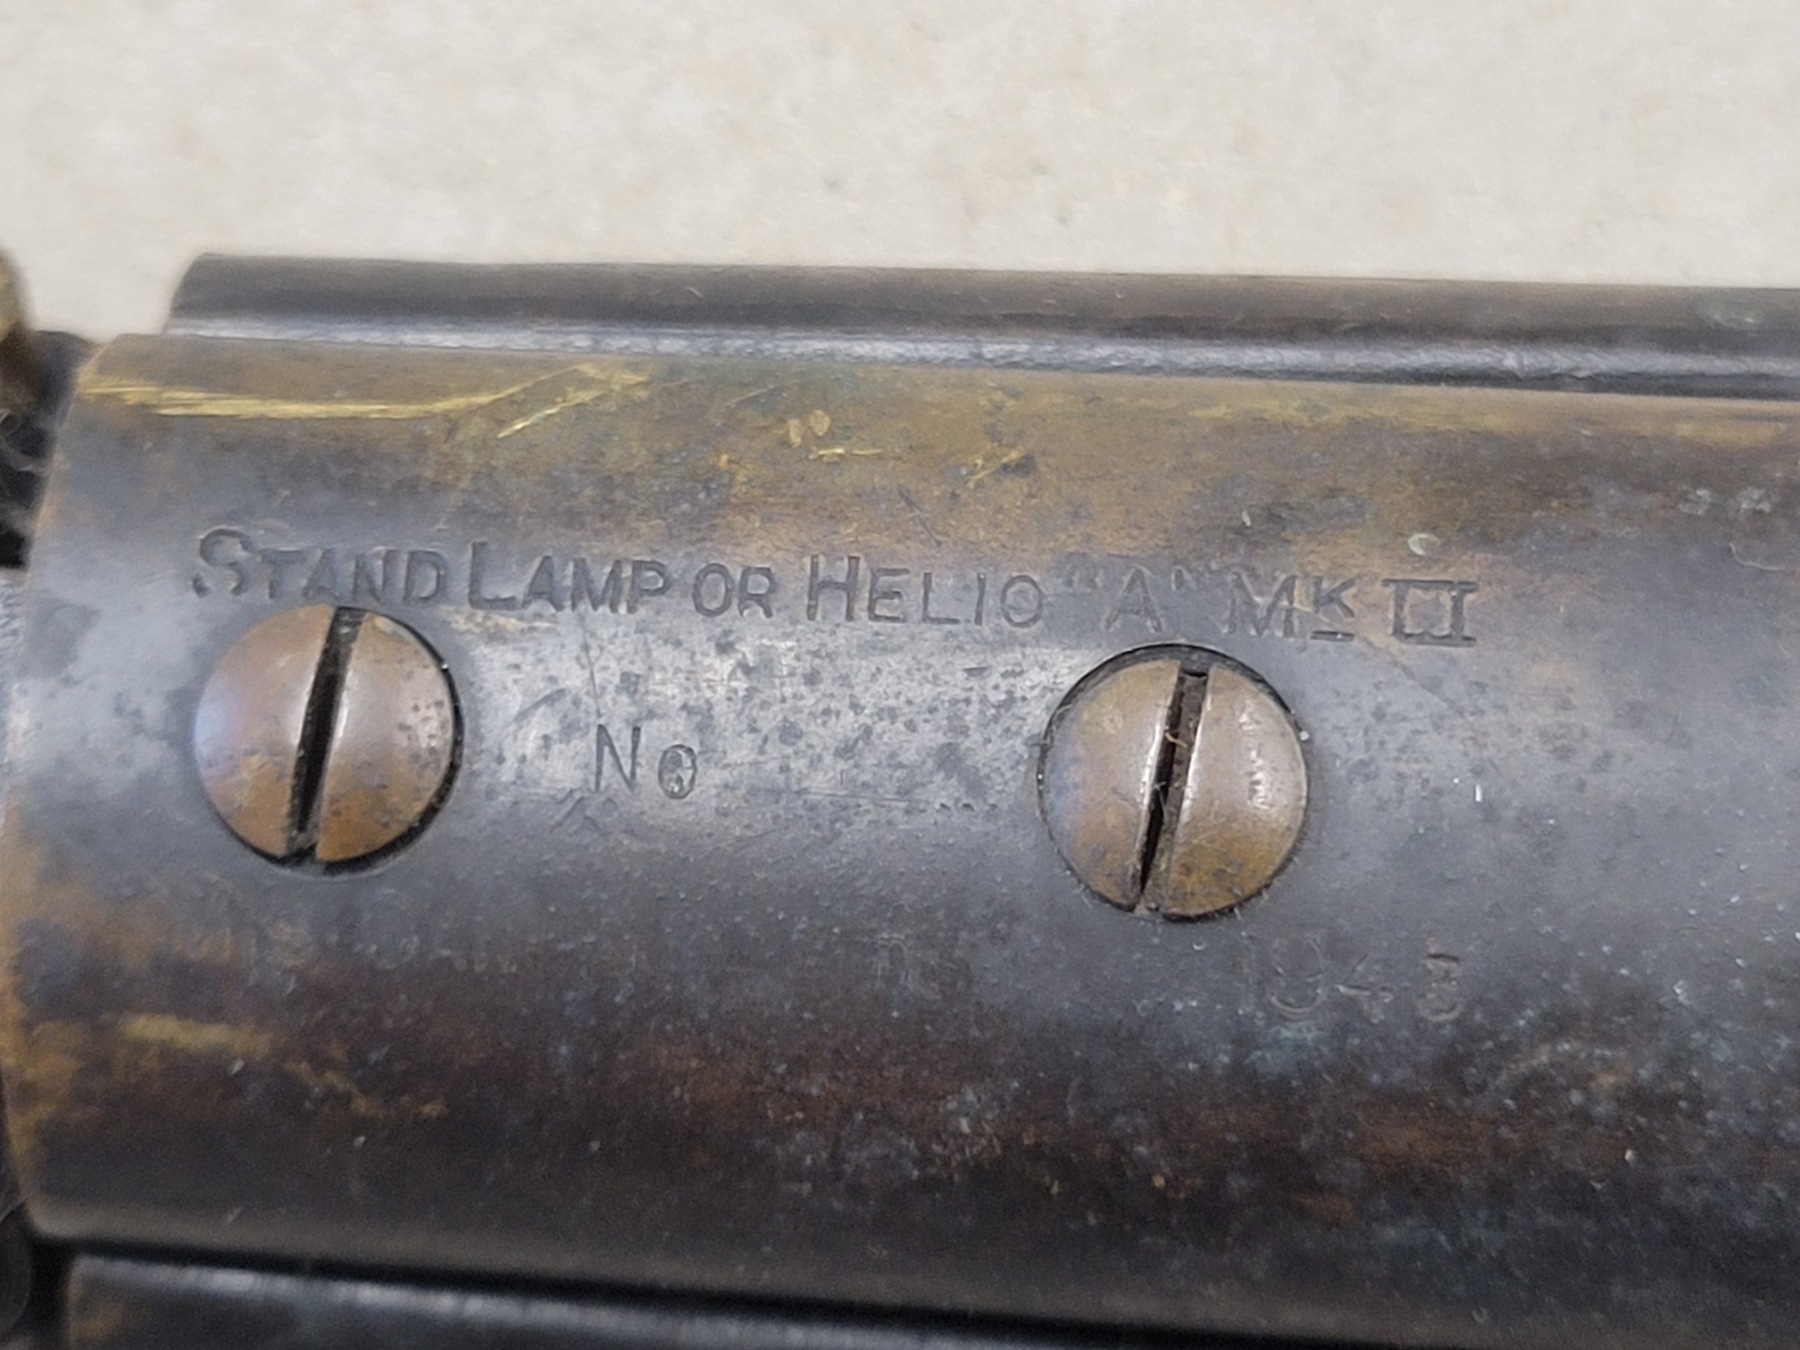 STAND LAMP OR HELIO "A" MK II
No
1943